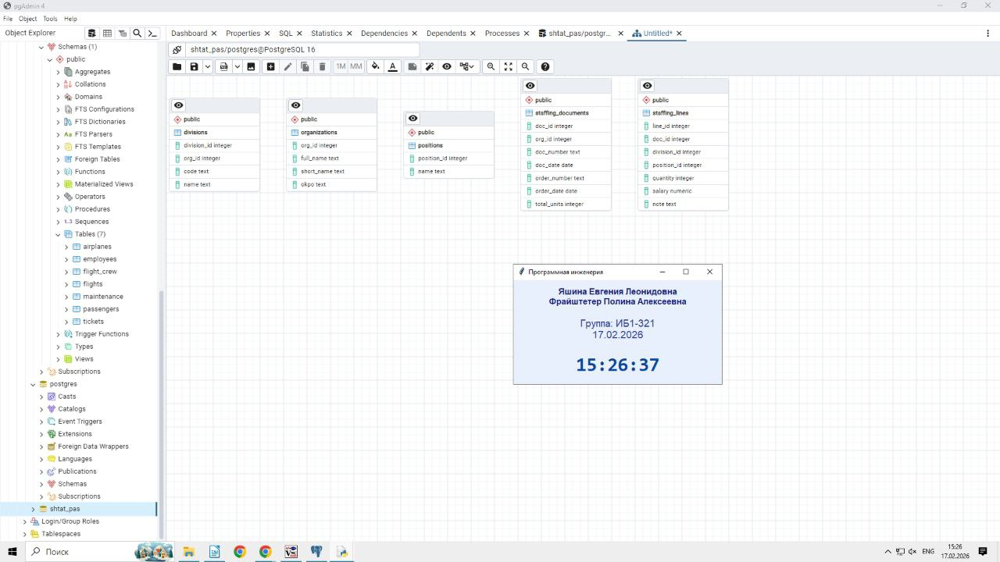 pgAdmin 4
File Object Tools Help
Object Explorer
Dashboard Properties SQL Statistics Dependencies Dependents Processes shtat_pas/postgr... Untitled*
shtat_pas/postgres@PostgreSQL 16
1M MM
Schemas (1)
public
Aggregates
Collations
Domains
FTS Configurations
FTS Dictionaries
FTS Parsers
FTS Templates
Foreign Tables
Functions
Materialized Views
Operators
Procedures
Sequences
Tables (7)
airplanes
employees
flight_crew
flights
maintenance
passengers
tickets
Trigger Functions
Types
Views
Subscriptions
postgres
Casts
Catalogs
Event Triggers
Extensions
Foreign Data Wrappers
Languages
Publications
Schemas
Subscriptions
shtat_pas
Login/Group Roles
Tablespaces
public
divisions
division_id integer
org_id integer
code text
name text
public
organizations
org_id integer
full_name text
short_name text
okpo text
public
positions
position_id integer
name text
public
staffing_documents
doc_id integer
org_id integer
doc_number text
doc_date date
order_number text
order_date date
total_units integer
public
staffing_lines
line_id integer
doc_id integer
division_id integer
position_id integer
quantity integer
salary numeric
note text
Программная инженерия
Яшина Евгения Леонидовна
Фрайштетер Полина Алексеевна
Группа: ИБ1-321
17.02.2026
15:26:37
Поиск
ENG
15:26
17.02.2026